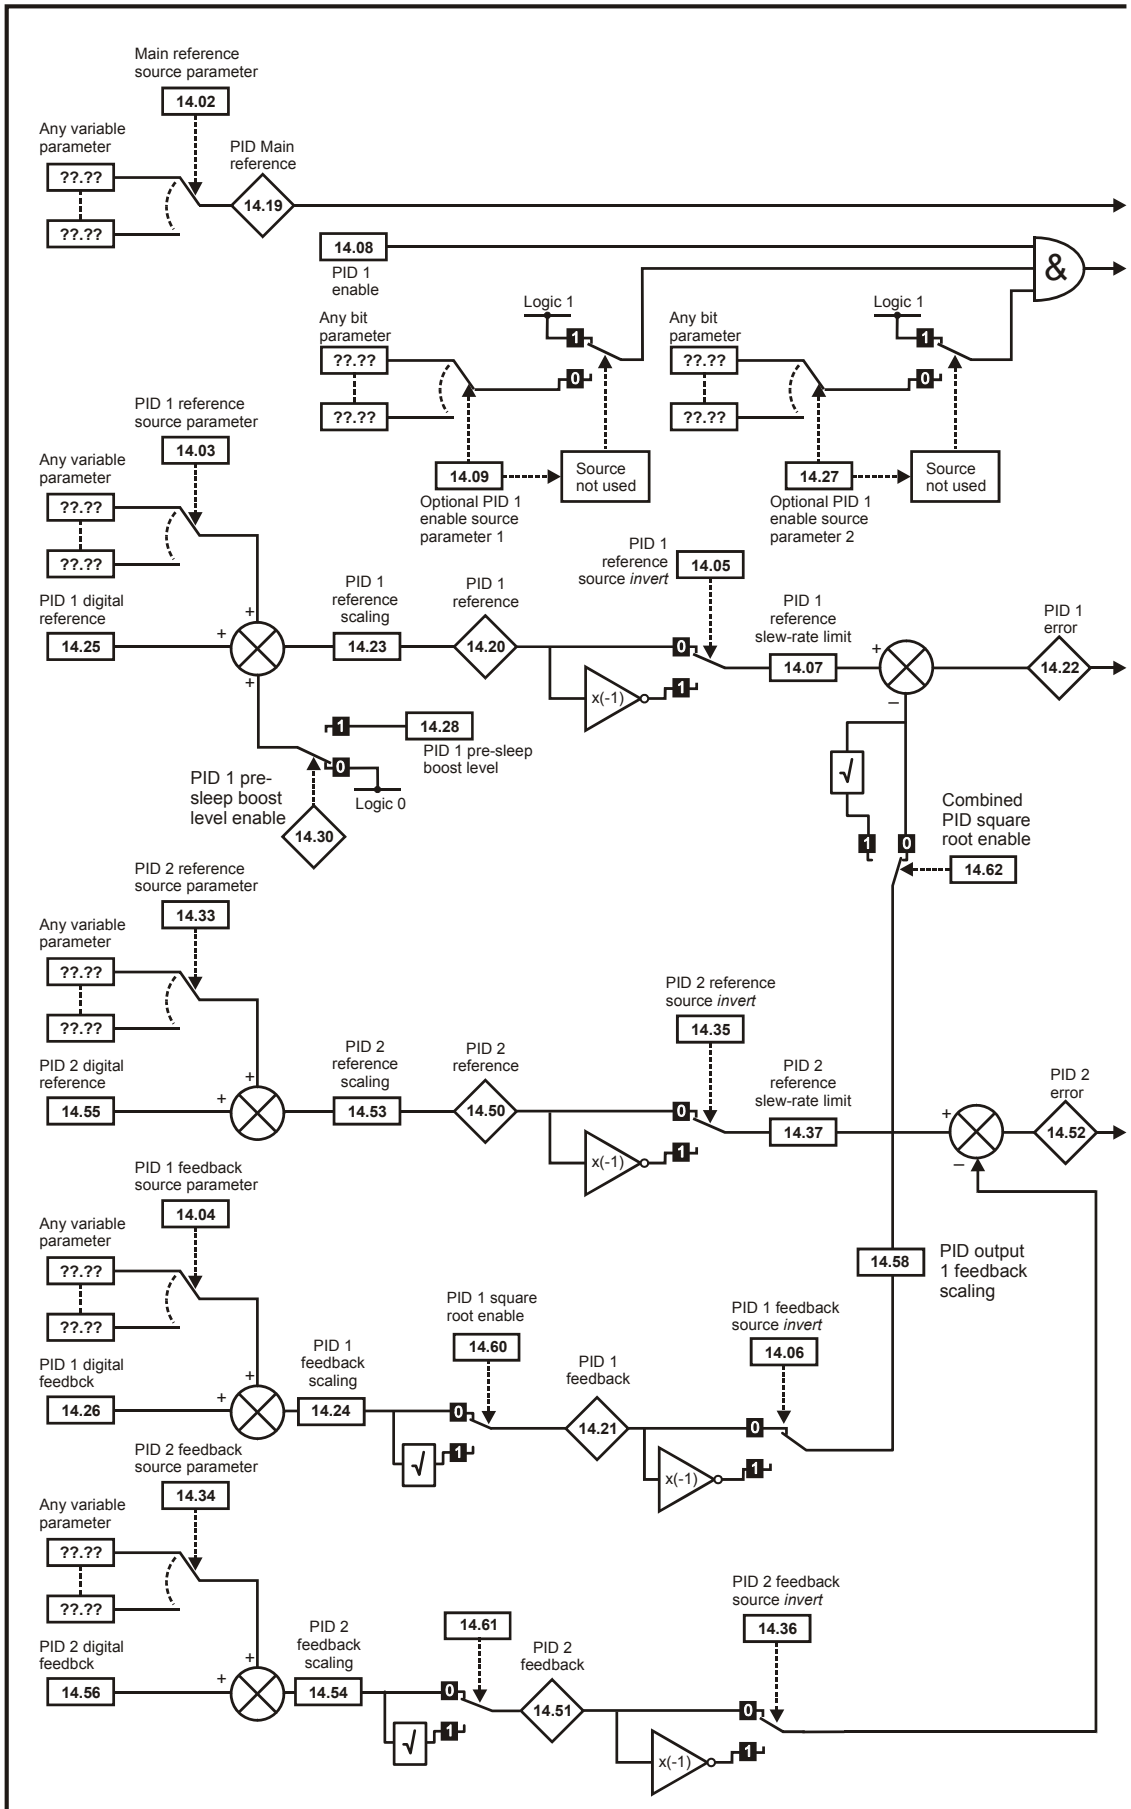 Main reference
source parameter
14.02
Any variable
parameter
??.??
??.??
PID Main
reference
14.19
14.08
PID 1
enable
&
Any bit
parameter
??.??
??.??
Logic 1
1
0
14.09
Optional PID 1
enable source
parameter 1
Source
not used
Any bit
parameter
??.??
??.??
Logic 1
1
0
14.27
Optional PID 1
enable source
parameter 2
Source
not used
PID 1 reference
source parameter
14.03
Any variable
parameter
??.??
??.??
PID 1 digital
reference
14.25
+
+
+
PID 1
reference
scaling
14.23
PID 1
reference
14.20
PID 1
reference
source invert
14.05
0
1
x(-1)
PID 1
reference
slew-rate limit
14.07
+
–
PID 1
error
14.22
1
14.28
PID 1 pre-sleep
boost level
0
Logic 0
PID 1 pre-
sleep boost
level enable
14.30
√
1
0
Combined
PID square
root enable
14.62
PID 2 reference
source parameter
14.33
Any variable
parameter
??.??
??.??
PID 2 digital
reference
14.55
+
+
PID 2
reference
scaling
14.53
PID 2
reference
14.50
PID 2 reference
source invert
14.35
0
1
x(-1)
PID 2
reference
slew-rate limit
14.37
+
–
PID 2
error
14.52
PID 1 feedback
source parameter
14.04
Any variable
parameter
??.??
??.??
PID 1 digital
feedbck
14.26
+
+
PID 1
feedback
scaling
14.24
PID 1 square
root enable
14.60
0
1
√
PID 1
feedback
14.21
PID 1 feedback
source invert
14.06
0
1
x(-1)
14.58
PID output
1 feedback
scaling
PID 2 feedback
source parameter
14.34
Any variable
parameter
??.??
??.??
PID 2 digital
feedbck
14.56
+
+
PID 2
feedback
scaling
14.54
14.61
0
1
√
PID 2
feedback
14.51
PID 2 feedback
source invert
14.36
0
1
x(-1)